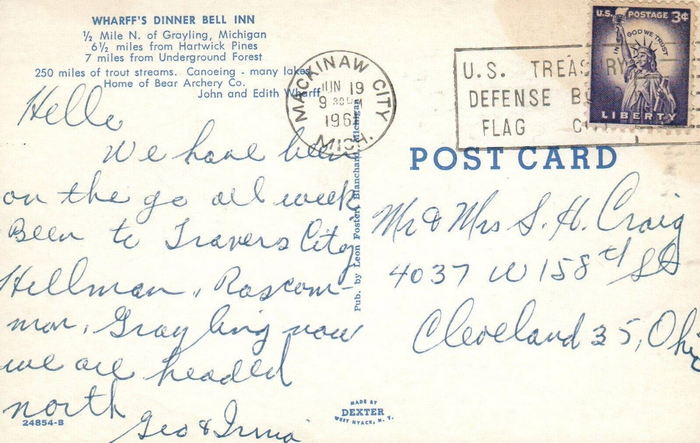 WHARFF'S DINNER BELL INN
½ Mile N. of Grayling, Michigan
6½ miles from Hartwick Pines
7 miles from Underground Forest
250 miles of trout streams. Canoeing - many lakes
Home of Bear Archery Co.
John and Edith Wharff
Hello
We have been
on the go all week
Been to Travers City
Hillman, Roscom-
mon, Grayling now
we are headed
north
Geo & Irma
24854-B
Pub. by Leon Foster, Blanchard, Michigan
MADE BY
DEXTER
WEST NYACK, N. Y.
MACKINAW CITY
JUN 19
9
MICH.
U.S. TREASURY
DEFENSE
FLAG
U.S. POSTAGE 3¢
IN GOD WE TRUST
LIBERTY
POST CARD
Mr & Mrs S. H. Craig
4037 W 158th St
Cleveland 35, Ohio